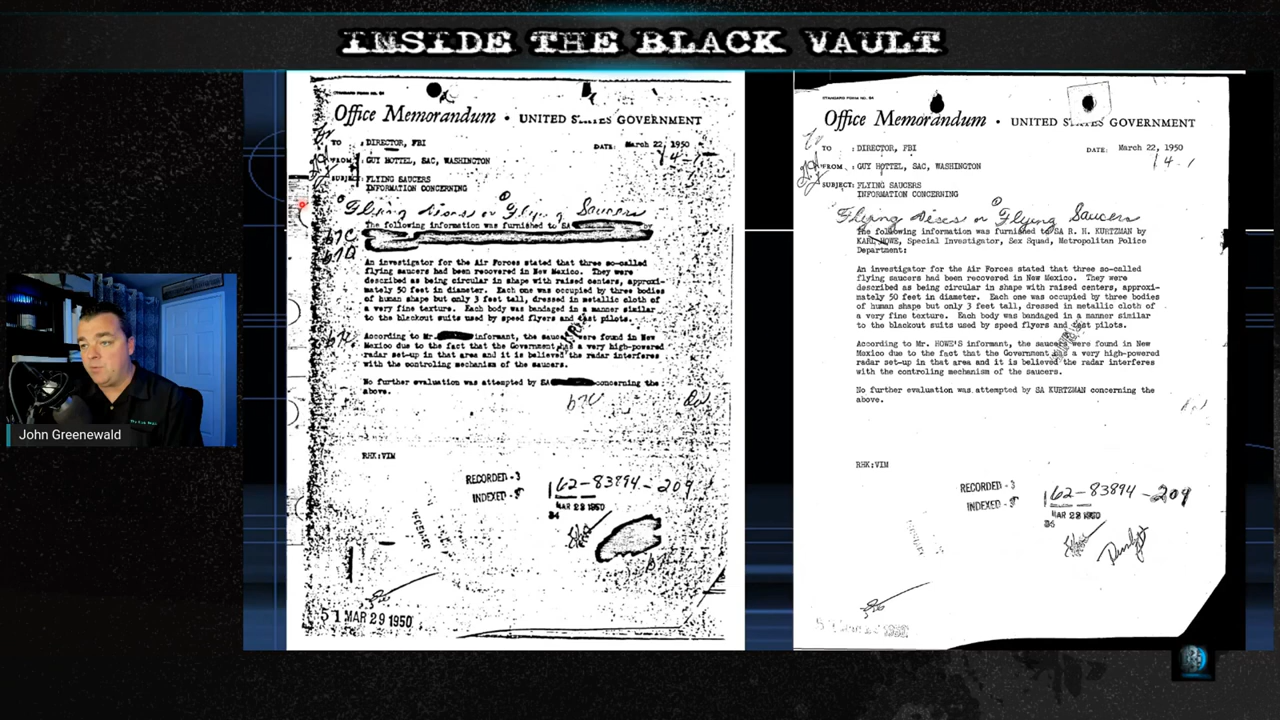 INSIDE THE BLACK VAULT
STANDARD FORM NO. 64
Office Memorandum • UNITED STATES GOVERNMENT
TO : DIRECTOR, FBI
DATE: March 22, 1950
FROM : GUY HOTTEL, SAC, WASHINGTON
SUBJECT: FLYING SAUCERS
INFORMATION CONCERNING
Flying Discs or Flying Saucers
The following information was furnished to SA by
b7C
b7D
An investigator for the Air Forces stated that three so-called
flying saucers had been recovered in New Mexico. They were
described as being circular in shape with raised centers, approxi-
mately 50 feet in diameter. Each one was occupied by three bodies
of human shape but only 3 feet tall, dressed in metallic cloth of
a very fine texture. Each body was bandaged in a manner similar
to the blackout suits used by speed flyers and test pilots.
According to Mr. informant, the saucers were found in New
Mexico due to the fact that the Government has a very high-powered
radar set-up in that area and it is believed the radar interferes
with the controling mechanism of the saucers.
No further evaluation was attempted by SA concerning the
above.
b7C
RHK:VIM
RECORDED - 3
INDEXED - 3
162-83894-209
MAR 28 1950
51 MAR 29 1950
STANDARD FORM NO. 64
Office Memorandum • UNITED STATES GOVERNMENT
TO : DIRECTOR, FBI
DATE: March 22, 1950
FROM : GUY HOTTEL, SAC, WASHINGTON
SUBJECT: FLYING SAUCERS
INFORMATION CONCERNING
Flying Discs or Flying Saucers
The following information was furnished to SA R. H. KURTZMAN by
KARL HOWE, Special Investigator, Sex Squad, Metropolitan Police
Department:
An investigator for the Air Forces stated that three so-called
flying saucers had been recovered in New Mexico. They were
described as being circular in shape with raised centers, approxi-
mately 50 feet in diameter. Each one was occupied by three bodies
of human shape but only 3 feet tall, dressed in metallic cloth of
a very fine texture. Each body was bandaged in a manner similar
to the blackout suits used by speed flyers and test pilots.
According to Mr. HOWE'S informant, the saucers were found in New
Mexico due to the fact that the Government has a very high-powered
radar set-up in that area and it is believed the radar interferes
with the controling mechanism of the saucers.
No further evaluation was attempted by SA KURTZMAN concerning the
above.
RHK:VIM
RECORDED - 3
INDEXED - 3
162-83894-209
MAR 28 1950
John Greenewald